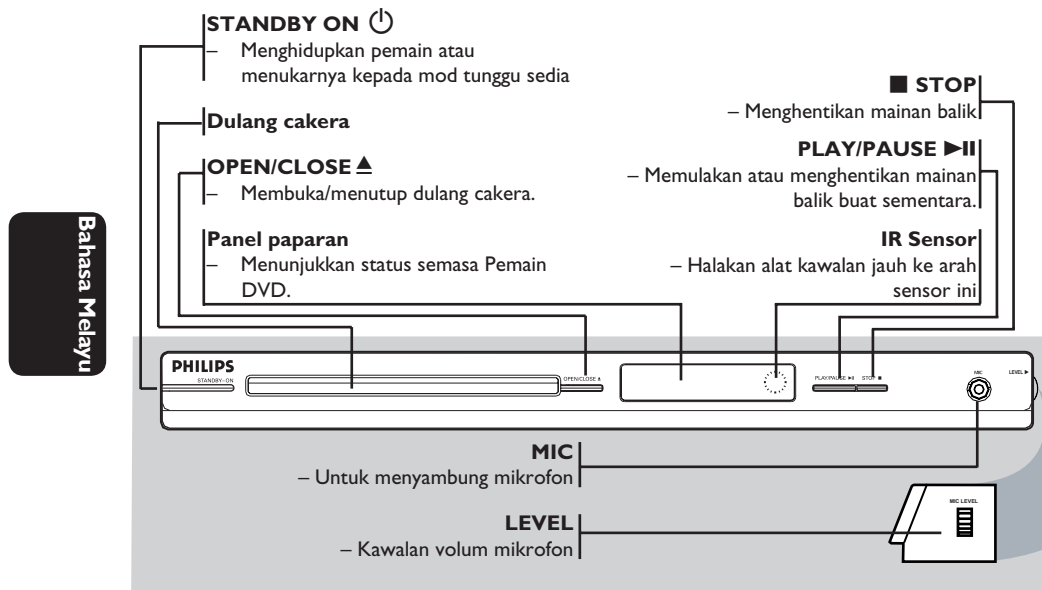 STANDBY ON
– Menghidupkan pemain atau
menukarnya kepada mod tunggu sedia
Dulang cakera
OPEN/CLOSE ▲
– Membuka/menutup dulang cakera.
Panel paparan
– Menunjukkan status semasa Pemain
DVD.
■ STOP
– Menghentikan mainan balik
PLAY/PAUSE ►II
– Memulakan atau menghentikan mainan
balik buat sementara.
IR Sensor
– Halakan alat kawalan jauh ke arah
sensor ini
Bahasa Melayu
PHILIPS
STANDBY-ON
OPEN/CLOSE ▲
PLAY/PAUSE ►II
STOP ■
MIC
LEVEL ►
MIC
– Untuk menyambung mikrofon
LEVEL
– Kawalan volum mikrofon
MIC LEVEL